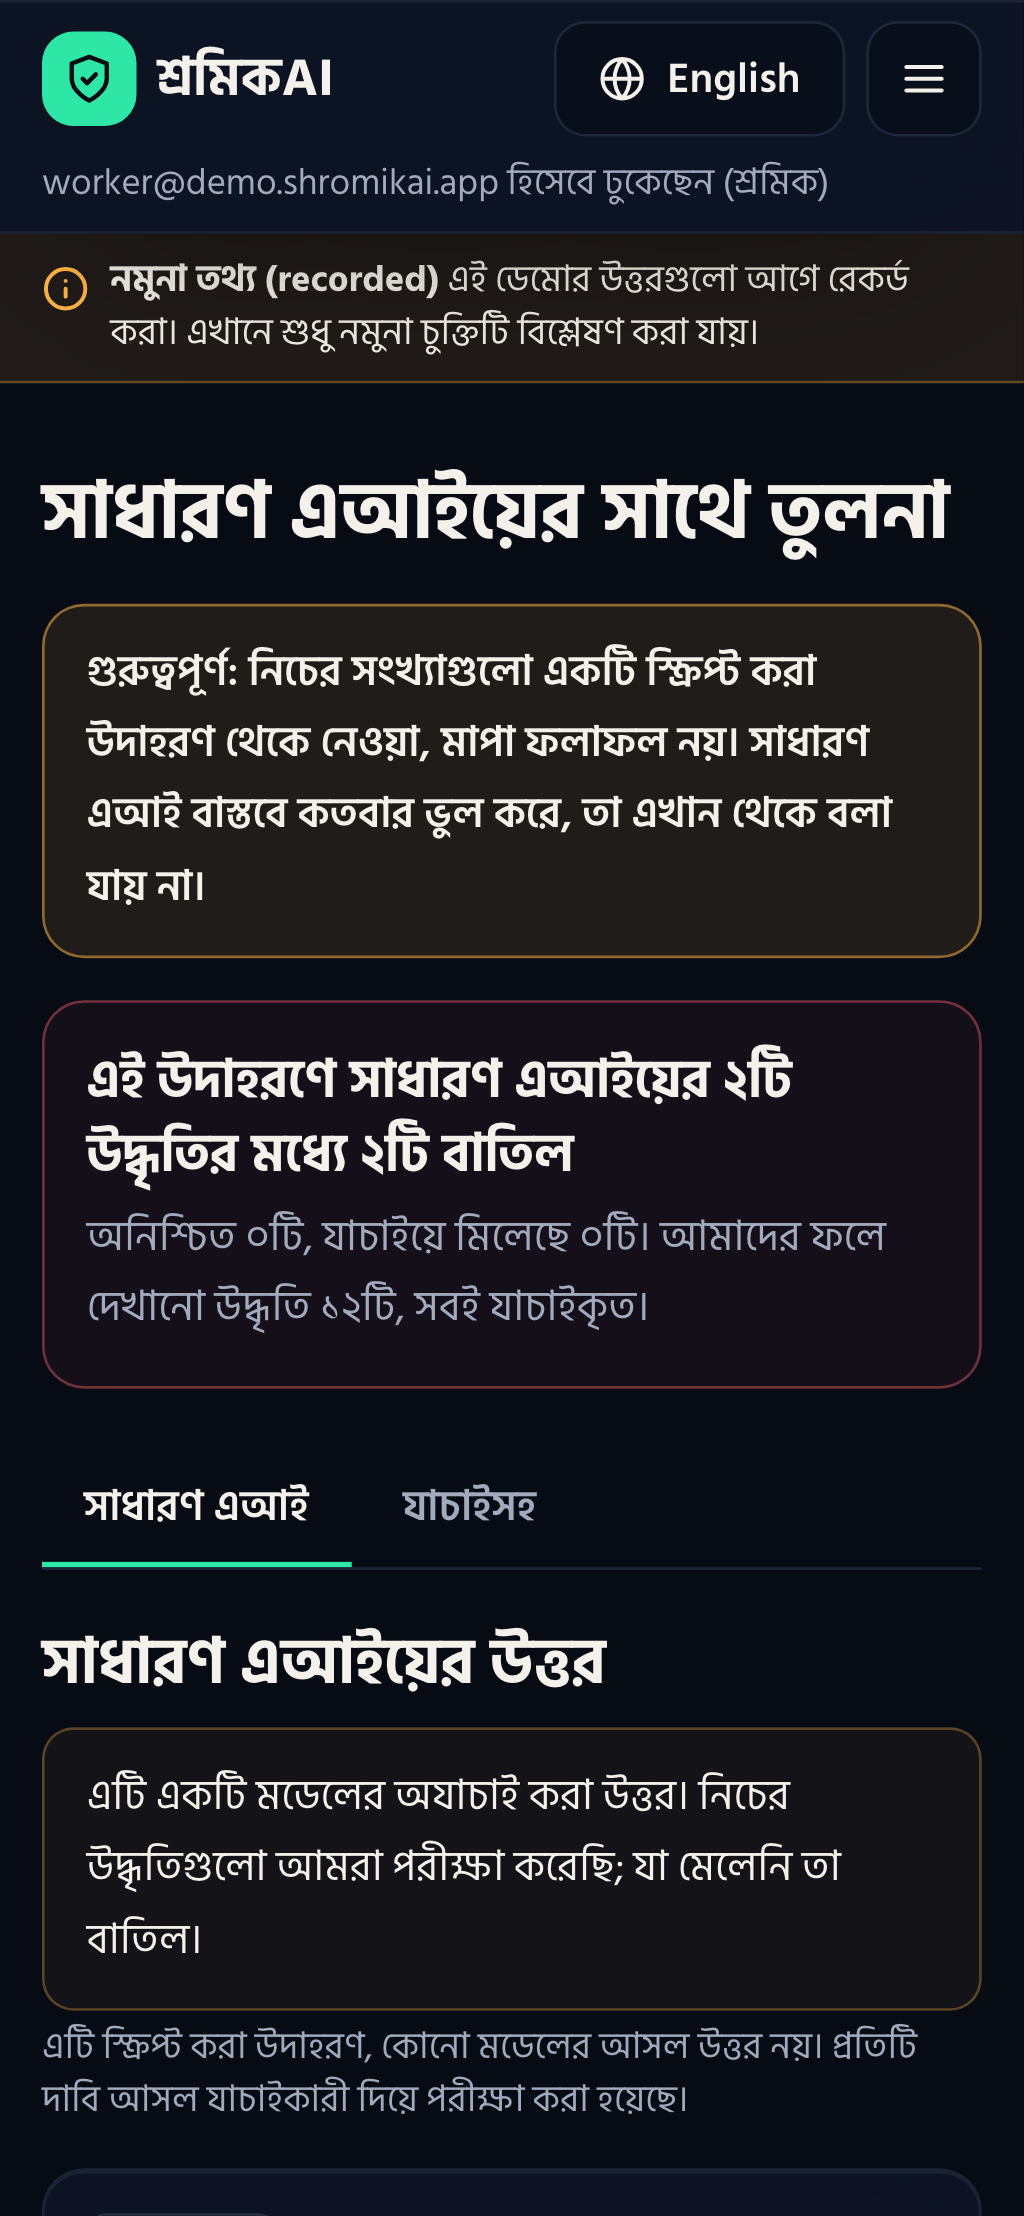 শ্রমিকAI
English
worker@demo.shromikai.app হিসেবে ঢুকেছেন (শ্রমিক)
নমুনা তথ্য (recorded) এই ডেমোর উত্তরগুলো আগে রেকর্ড
করা। এখানে শুধু নমুনা চুক্তিটি বিশ্লেষণ করা যায়।
সাধারণ এআইয়ের সাথে তুলনা
গুরুত্বপূর্ণ: নিচের সংখ্যাগুলো একটি স্ক্রিপ্ট করা
উদাহরণ থেকে নেওয়া, মাপা ফলাফল নয়। সাধারণ
এআই বাস্তবে কতবার ভুল করে, তা এখান থেকে বলা
যায় না।
এই উদাহরণে সাধারণ এআইয়ের ২টি
উদ্ধৃতির মধ্যে ২টি বাতিল
অনিশ্চিত ০টি, যাচাইয়ে মিলেছে ০টি। আমাদের ফলে
দেখানো উদ্ধৃতি ১২টি, সবই যাচাইকৃত।
সাধারণ এআই
যাচাইসহ
সাধারণ এআইয়ের উত্তর
এটি একটি মডেলের অযাচাই করা উত্তর। নিচের
উদ্ধৃতিগুলো আমরা পরীক্ষা করেছি; যা মেলেনি তা
বাতিল।
এটি স্ক্রিপ্ট করা উদাহরণ, কোনো মডেলের আসল উত্তর নয়। প্রতিটি
দাবি আসল যাচাইকারী দিয়ে পরীক্ষা করা হয়েছে।